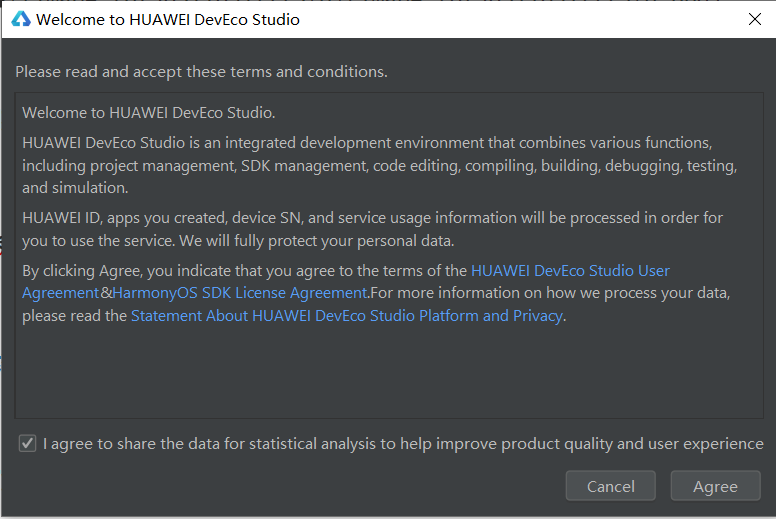 Welcome to HUAWEI DevEco Studio
Please read and accept these terms and conditions.
Welcome to HUAWEI DevEco Studio.
HUAWEI DevEco Studio is an integrated development environment that combines various functions,
including project management, SDK management, code editing, compiling, building, debugging, testing,
and simulation.
HUAWEI ID, apps you created, device SN, and service usage information will be processed in order for
you to use the service. We will fully protect your personal data.
By clicking Agree, you indicate that you agree to the terms of the HUAWEI DevEco Studio User
Agreement&HarmonyOS SDK License Agreement.For more information on how we process your data,
please read the Statement About HUAWEI DevEco Studio Platform and Privacy.
I agree to share the data for statistical analysis to help improve product quality and user experience
Cancel
Agree